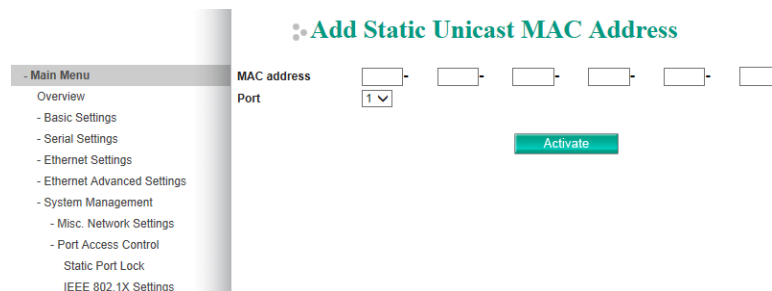 Add Static Unicast MAC Address
- Main Menu
Overview
- Basic Settings
- Serial Settings
- Ethernet Settings
- Ethernet Advanced Settings
- System Management
- Misc. Network Settings
- Port Access Control
Static Port Lock
IEEE 802.1X Settings
MAC address - - - - -
Port 1
Activate